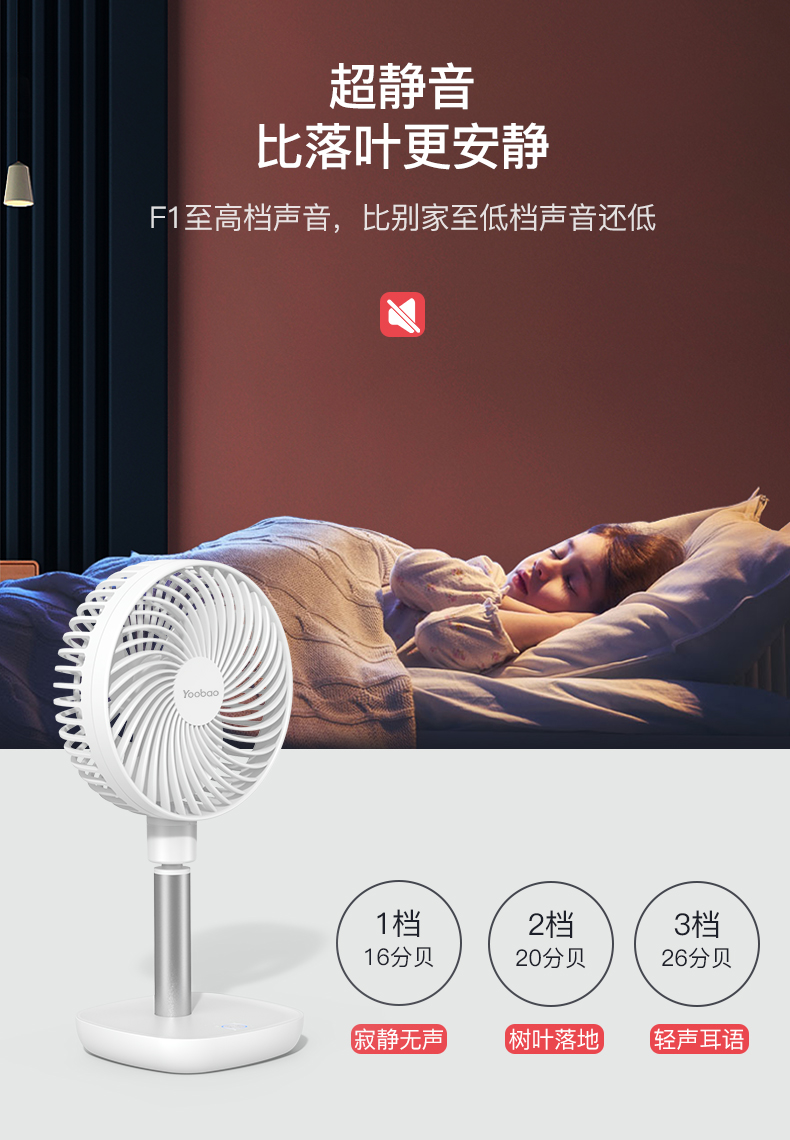 超静音
比落叶更安静
F1至高档声音，比别家至低档声音还低
Yoobao
1档
16分贝
寂静无声
2档
20分贝
树叶落地
3档
26分贝
轻声耳语